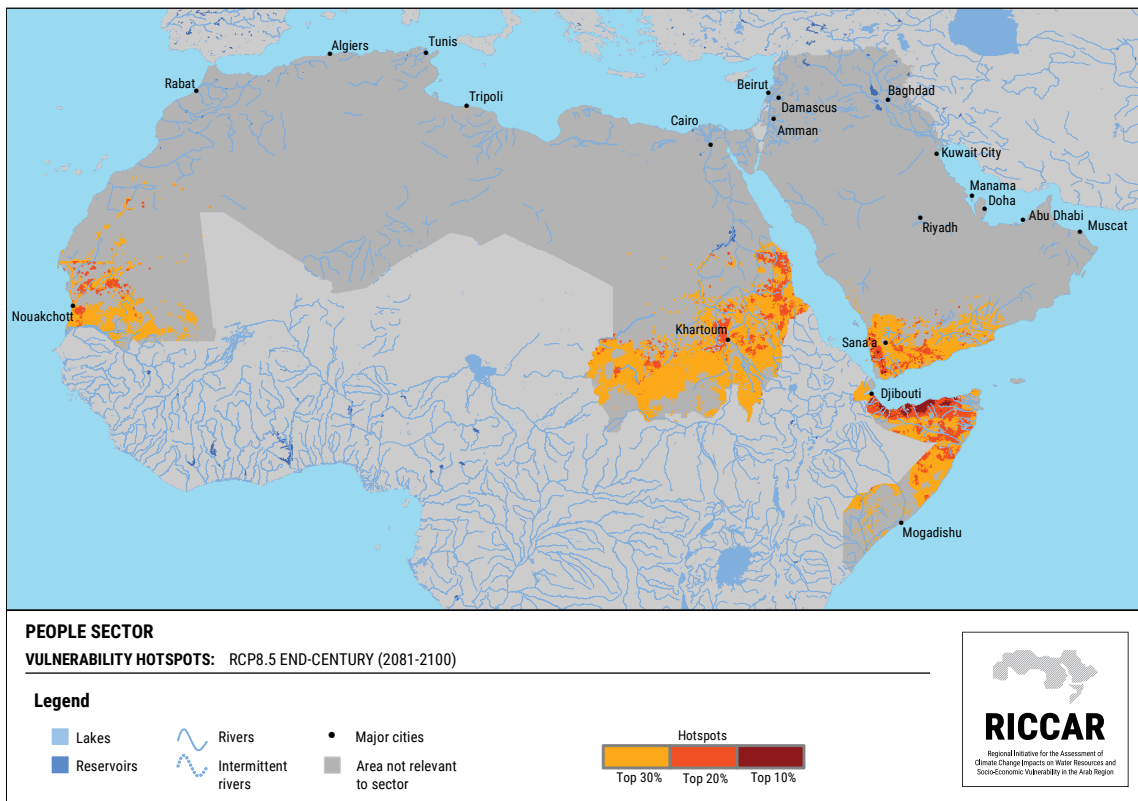 Algiers
Tunis
Rabat
Tripoli
Beirut
Baghdad
Damascus
Cairo
Amman
Kuwait City
Manama
Doha
Abu Dhabi
Riyadh
Muscat
Nouakchott
Khartoum
Sana'a
Djibouti
Mogadishu
PEOPLE SECTOR
VULNERABILITY HOTSPOTS: RCP8.5 END-CENTURY (2081-2100)
Legend
Lakes
Rivers
Major cities
Reservoirs
Intermittent
rivers
Area not relevant
to sector
Hotspots
Top 30%
Top 20%
Top 10%
RICCAR
Regional Initiative for the Assessment of
Climate Change Impacts on Water Resources and
Socio-Economic Vulnerability in the Arab Region